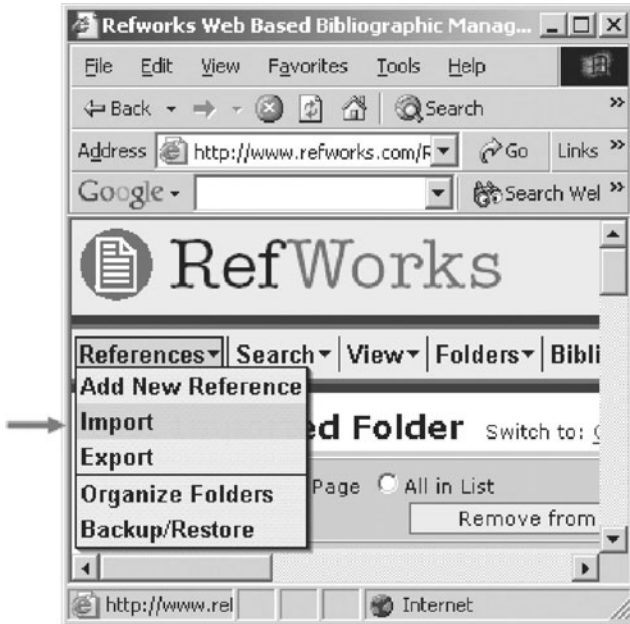 Refworks Web Based Bibliographic Manag...
File Edit View Favorites Tools Help
Back Search »
Address http://www.refworks.com/R Go Links »
Google Search Wel »
RefWorks
References Search View Folders Bibli
Add New Reference
Import
ed Folder Switch to:
Export
Page All in List
Organize Folders
Remove from
Backup/Restore
http://www.rel Internet